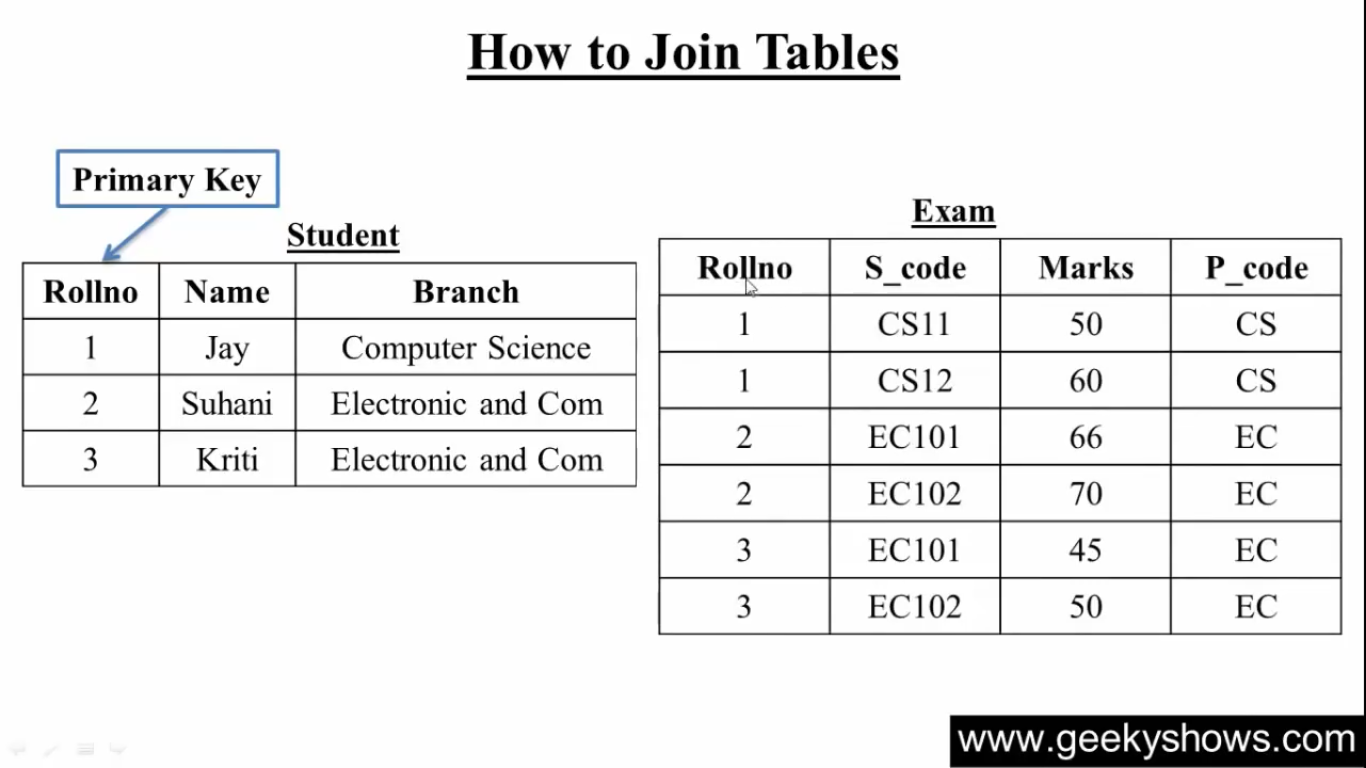 How to Join Tables
Primary Key
Student
Rollno Name Branch
1 Jay Computer Science
2 Suhani Electronic and Com
3 Kriti Electronic and Com
Exam
Rollno S_code Marks P_code
1 CS11 50 CS
1 CS12 60 CS
2 EC101 66 EC
2 EC102 70 EC
3 EC101 45 EC
3 EC102 50 EC
www.geekyshows.com